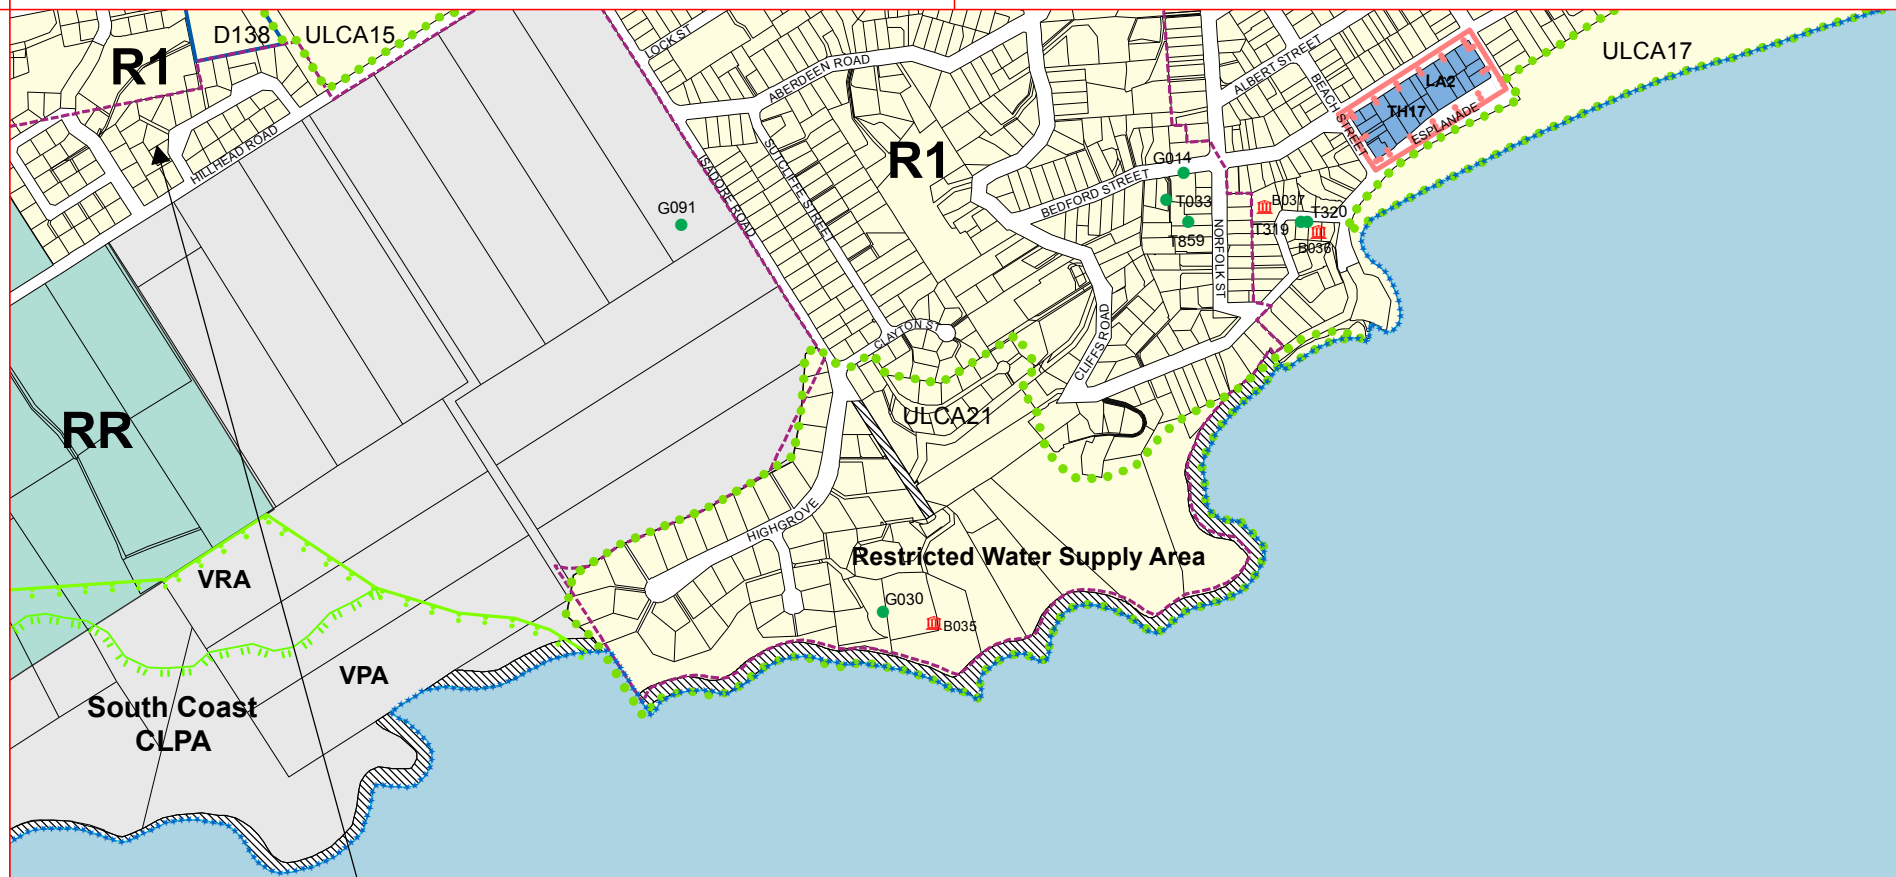 D138
ULCA15
LOCK ST
ULCA17
R1
ABERDEEN ROAD
ALBERT STREET
BEACH STREET
LA2
TH17
ESPLANADE
HILLHEAD ROAD
SUTCLIFFE STREET
ISADORE ROAD
R1
G014
BEDFORD STREET
G091
T033
B037
T320
T859
T319
B036
NORFOLK ST
CLAYTON ST
CLIFFS ROAD
RR
ULCA21
HIGHGROVE
Restricted Water Supply Area
VRA
G030
B035
VPA
South Coast
CLPA